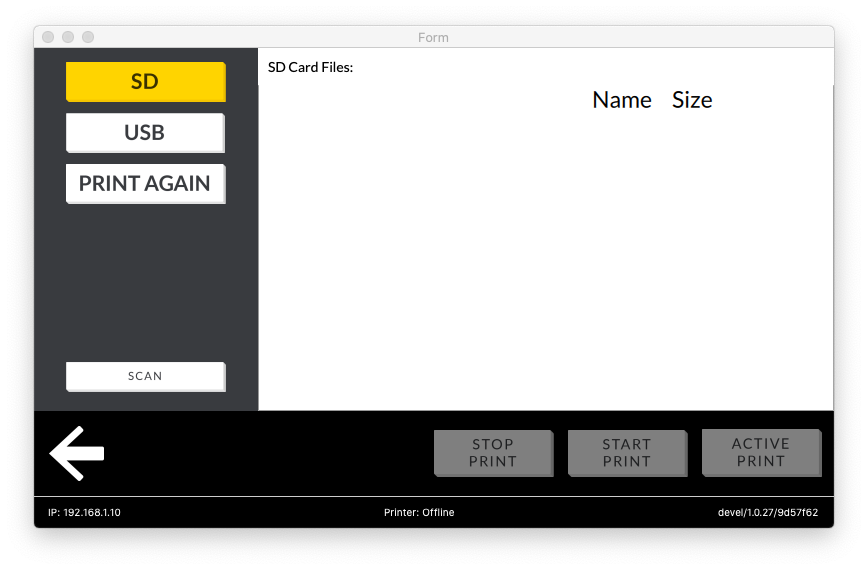 Form
SD
USB
PRINT AGAIN
SCAN
SD Card Files:
Name Size
STOP
PRINT
START
PRINT
ACTIVE
PRINT
IP: 192.168.1.10
Printer: Offline
devel/1.0.27/9d57f62